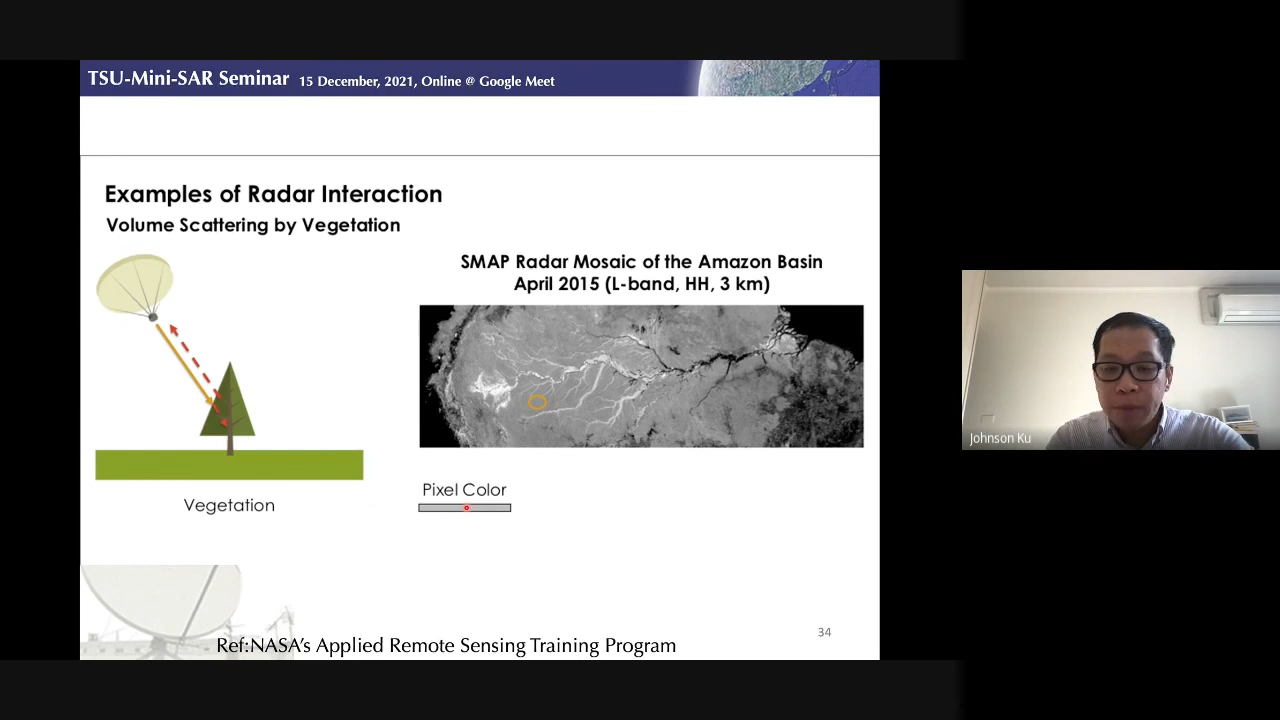 TSU-Mini-SAR Seminar 15 December, 2021, Online @ Google Meet
Examples of Radar Interaction
Volume Scattering by Vegetation
SMAP Radar Mosaic of the Amazon Basin
April 2015 (L-band, HH, 3 km)
Pixel Color
Vegetation
34
Ref:NASA's Applied Remote Sensing Training Program
Johnson Ku